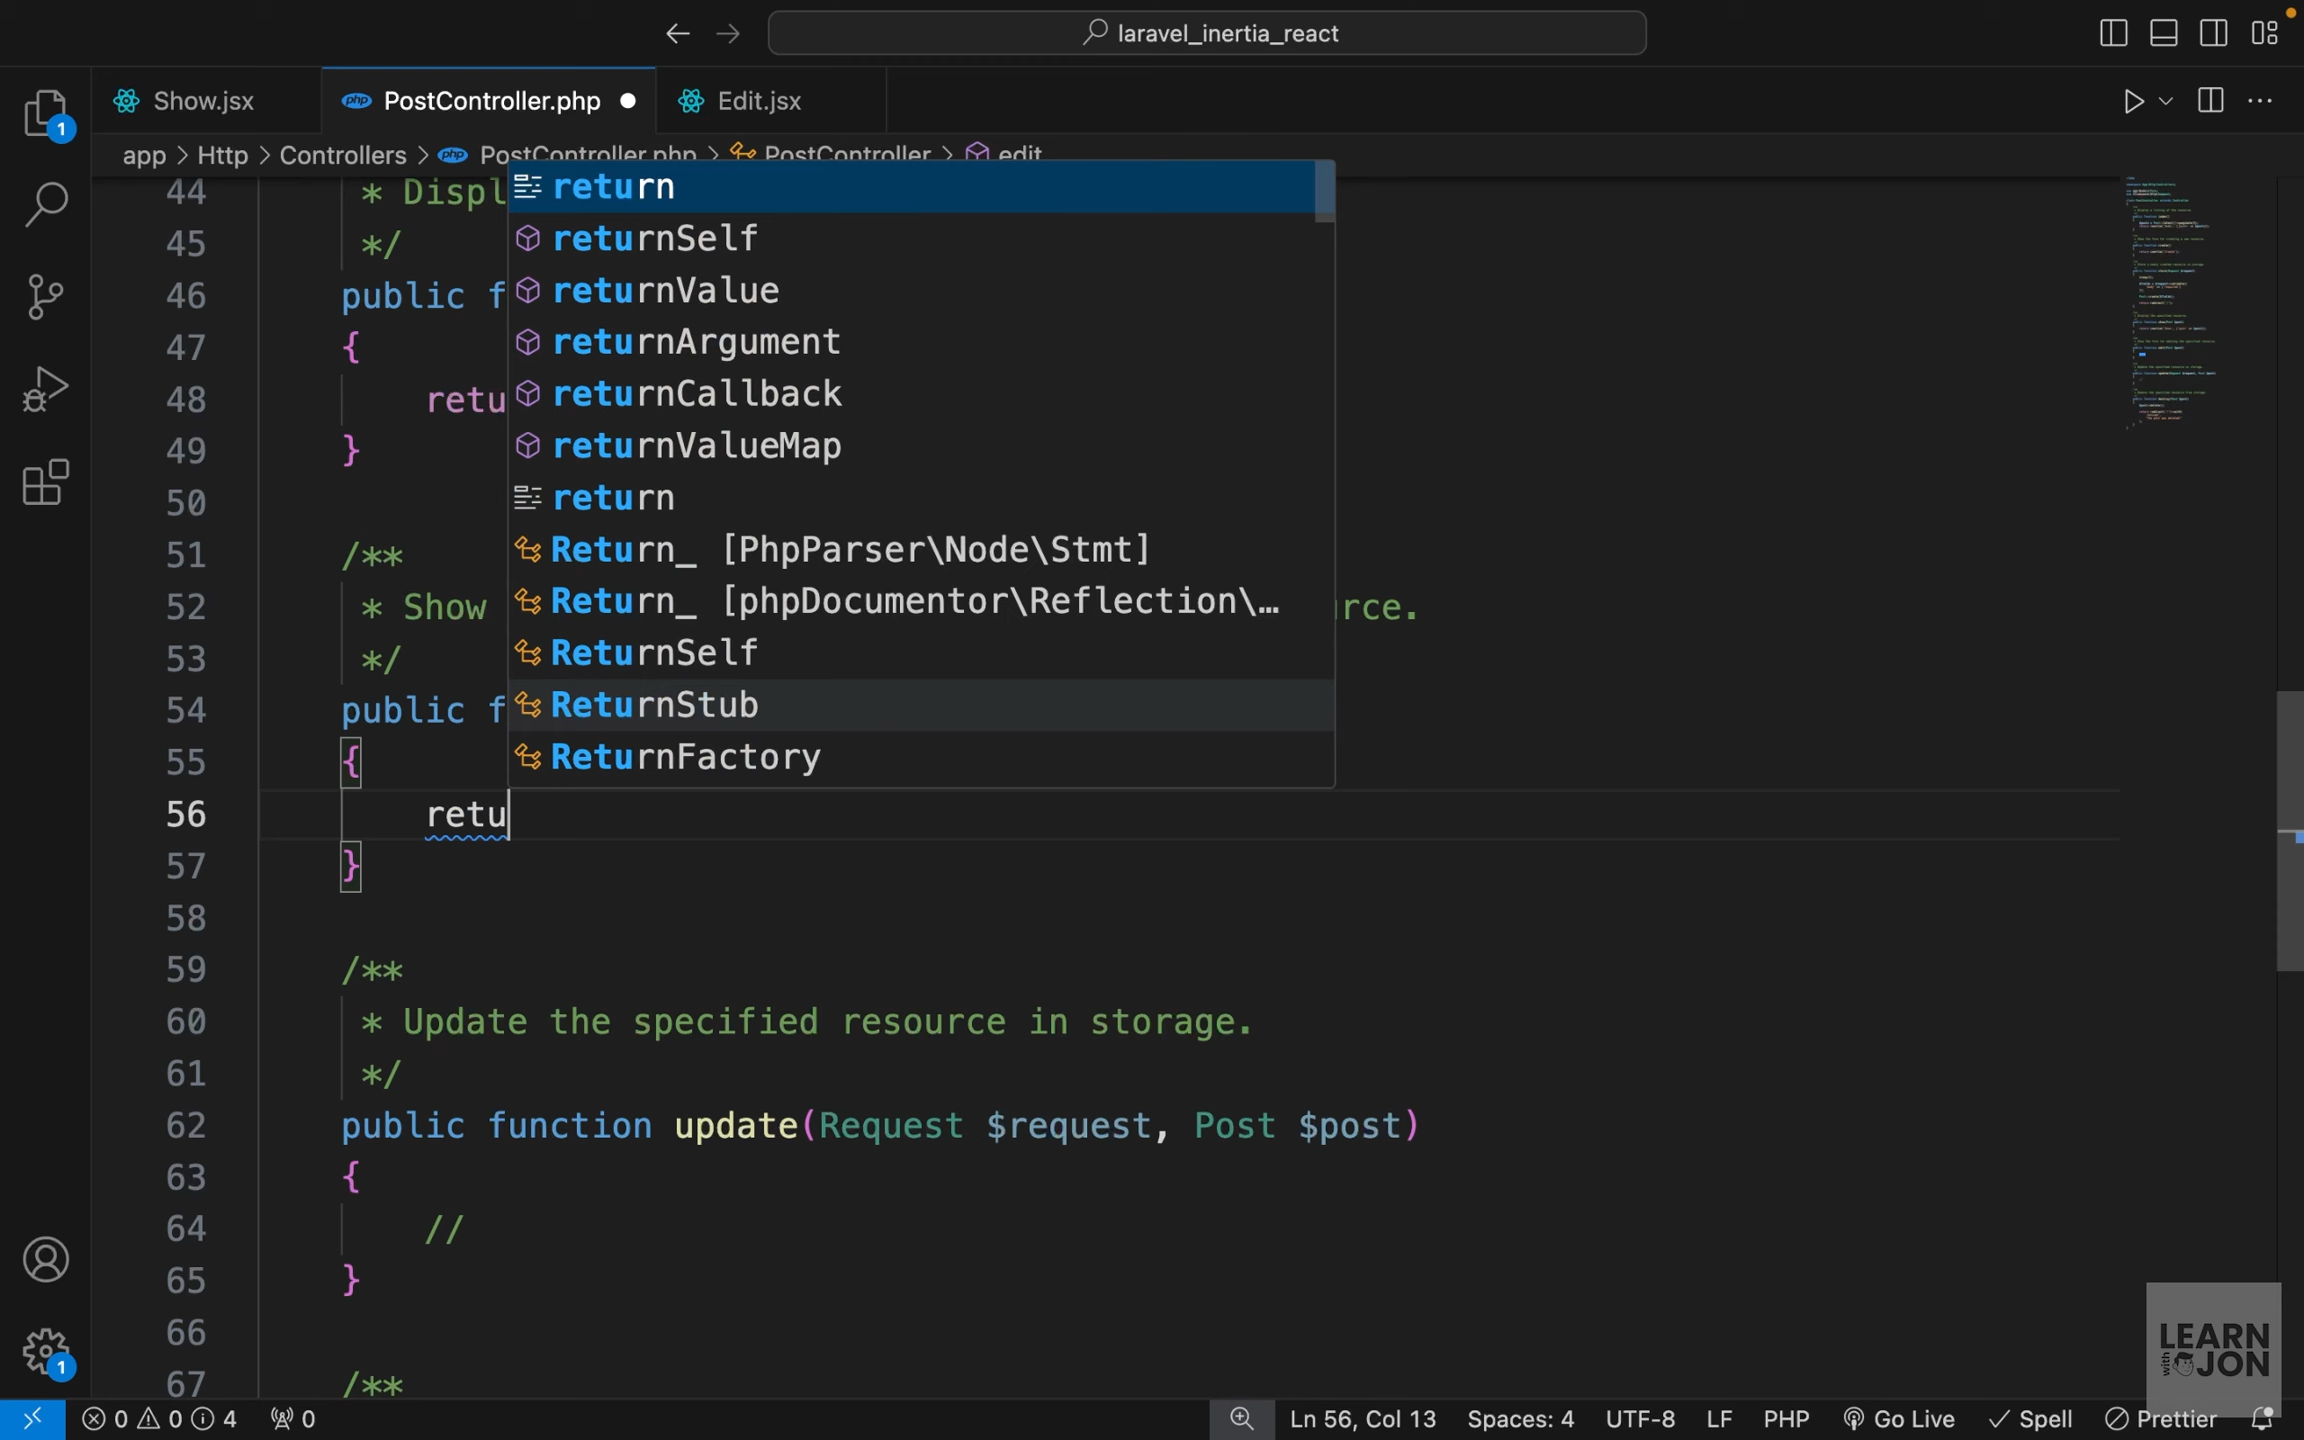 laravel_inertia_react
Show.jsx
PostController.php
Edit.jsx
app > Http > Controllers > PostController.php > PostController > edit
1
44 * Displ
45 */
46 public f
47 {
48 retu
49 }
50
51 /**
52 * Show rce.
53 */
54 public f
55 {
56 retu
57 }
58
59 /**
60 * Update the specified resource in storage.
61 */
62 public function update(Request $request, Post $post)
63 {
64 //
65 }
66
67 /**
return
returnSelf
returnValue
returnArgument
returnCallback
returnValueMap
return
Return_ [PhpParser\Node\Stmt]
Return_ [phpDocumentor\Reflection\…
ReturnSelf
ReturnStub
ReturnFactory
1
LEARN
with JON
0 0 4 0
Ln 56, Col 13 Spaces: 4 UTF-8 LF PHP Go Live Spell Prettier